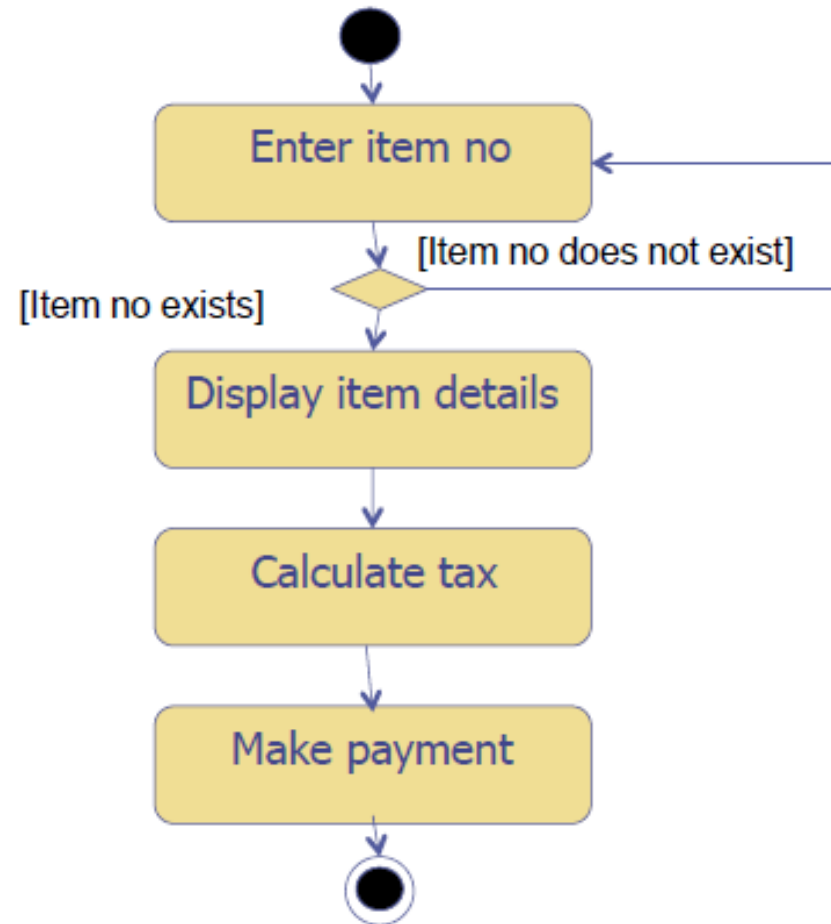 Enter item no
[Item no does not exist]
[Item no exists]
Display item details
Calculate tax
Make payment